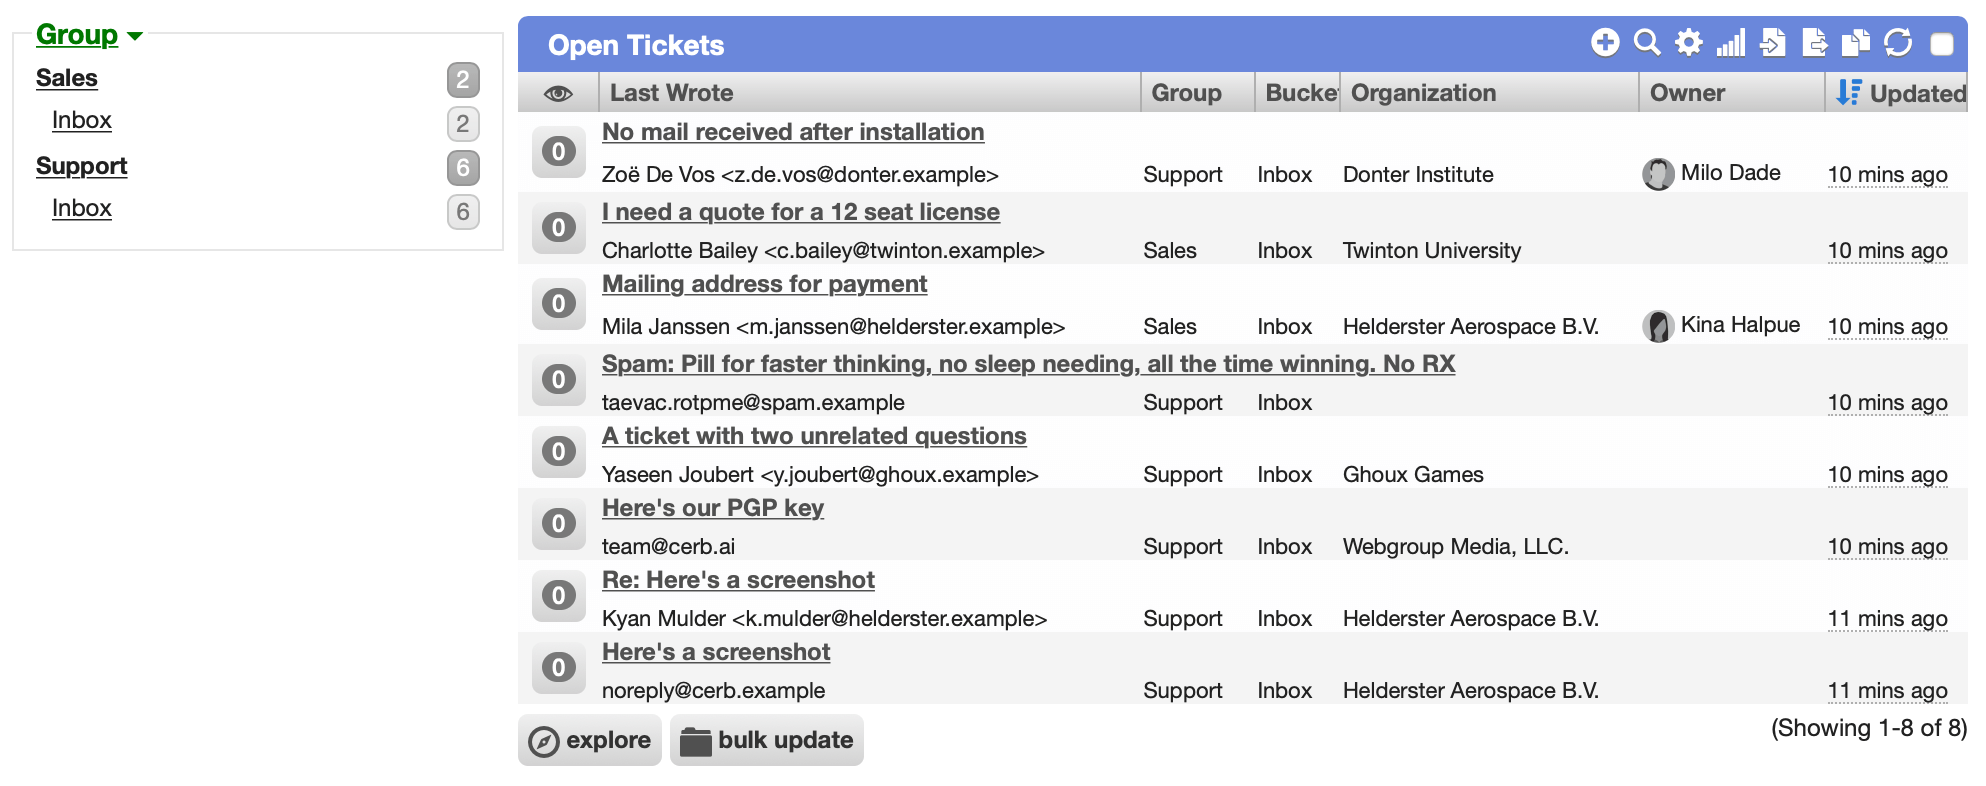 Group
Sales 2
Inbox 2
Support 6
Inbox 6
Open Tickets
Last Wrote Group Bucke Organization Owner Updated
0 No mail received after installation
Zoë De Vos <z.de.vos@donter.example> Support Inbox Donter Institute Milo Dade 10 mins ago
0 I need a quote for a 12 seat license
Charlotte Bailey <c.bailey@twinton.example> Sales Inbox Twinton University 10 mins ago
0 Mailing address for payment
Mila Janssen <m.janssen@helderster.example> Sales Inbox Helderster Aerospace B.V. Kina Halpue 10 mins ago
0 Spam: Pill for faster thinking, no sleep needing, all the time winning. No RX
taevac.rotpme@spam.example Support Inbox 10 mins ago
0 A ticket with two unrelated questions
Yaseen Joubert <y.joubert@ghoux.example> Support Inbox Ghoux Games 10 mins ago
0 Here's our PGP key
team@cerb.ai Support Inbox Webgroup Media, LLC. 10 mins ago
0 Re: Here's a screenshot
Kyan Mulder <k.mulder@helderster.example> Support Inbox Helderster Aerospace B.V. 11 mins ago
0 Here's a screenshot
noreply@cerb.example Support Inbox Helderster Aerospace B.V. 11 mins ago
explore bulk update (Showing 1-8 of 8)